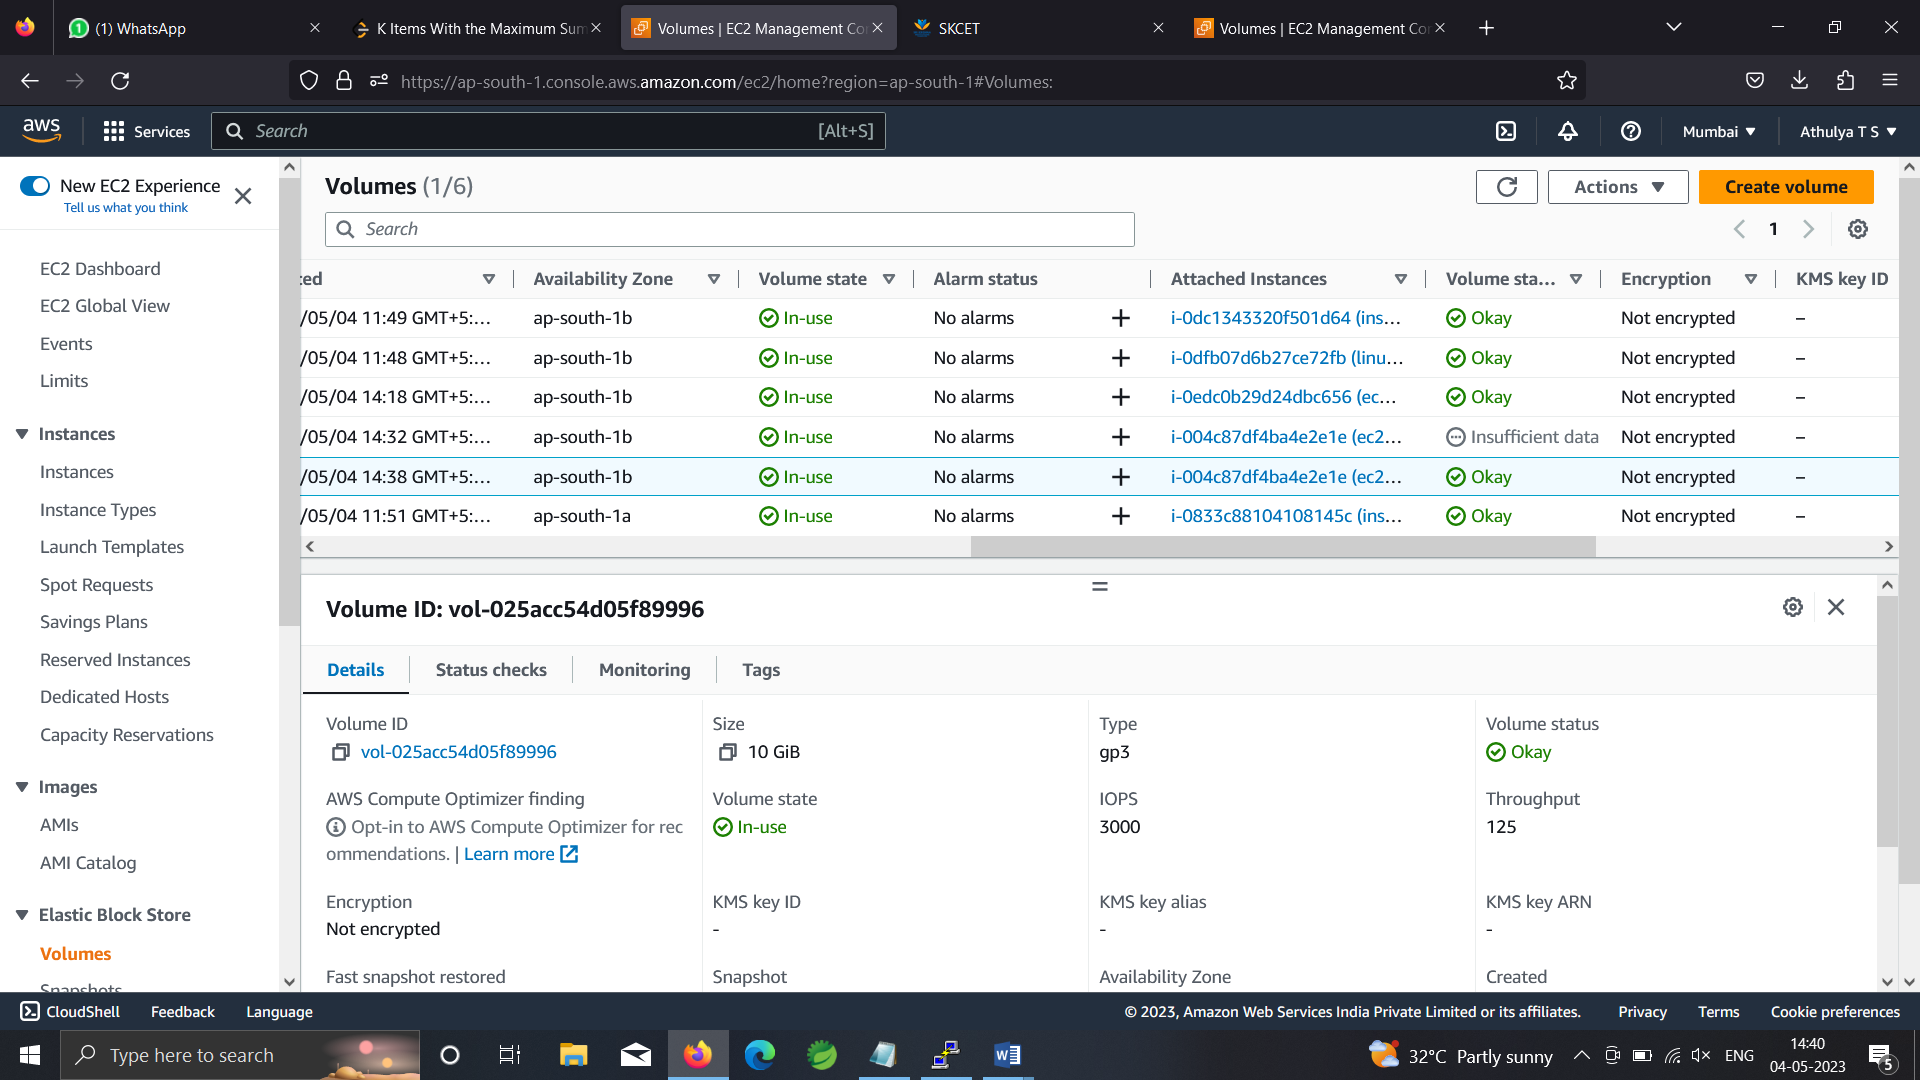 (1) WhatsApp
K Items With the Maximum Sum
Volumes | EC2 Management Co
SKCET
Volumes | EC2 Management Co
https://ap-south-1.console.aws.amazon.com/ec2/home?region=ap-south-1#Volumes:
aws
Services
Search
[Alt+S]
Mumbai
Athulya T S
New EC2 Experience
Tell us what you think
EC2 Dashboard
EC2 Global View
Events
Limits
Instances
Instances
Instance Types
Launch Templates
Spot Requests
Savings Plans
Reserved Instances
Dedicated Hosts
Capacity Reservations
Images
AMIs
AMI Catalog
Elastic Block Store
Volumes
Snapshots
Volumes (1/6)
Actions
Create volume
Search
1
ted Availability Zone Volume state Alarm status Attached Instances Volume sta... Encryption KMS key ID
/05/04 11:49 GMT+5:... ap-south-1b In-use No alarms + i-0dc1343320f501d64 (ins... Okay Not encrypted –
/05/04 11:48 GMT+5:... ap-south-1b In-use No alarms + i-0dfb07d6b27ce72fb (linu... Okay Not encrypted –
/05/04 14:18 GMT+5:... ap-south-1b In-use No alarms + i-0edc0b29d24dbc656 (ec... Okay Not encrypted –
/05/04 14:32 GMT+5:... ap-south-1b In-use No alarms + i-004c87df4ba4e2e1e (ec2... Insufficient data Not encrypted –
/05/04 14:38 GMT+5:... ap-south-1b In-use No alarms + i-004c87df4ba4e2e1e (ec2... Okay Not encrypted –
/05/04 11:51 GMT+5:... ap-south-1a In-use No alarms + i-0833c88104108145c (ins... Okay Not encrypted –
Volume ID: vol-025acc54d05f89996
Details
Status checks
Monitoring
Tags
Volume ID
vol-025acc54d05f89996
Size
10 GiB
Type
gp3
Volume status
Okay
AWS Compute Optimizer finding
Opt-in to AWS Compute Optimizer for rec
ommendations. | Learn more
Volume state
In-use
IOPS
3000
Throughput
125
Encryption
Not encrypted
KMS key ID
-
KMS key alias
-
KMS key ARN
-
Fast snapshot restored
Snapshot
Availability Zone
Created
CloudShell
Feedback
Language
© 2023, Amazon Web Services India Private Limited or its affiliates.
Privacy
Terms
Cookie preferences
Type here to search
32°C Partly sunny
ENG
14:40
04-05-2023
5